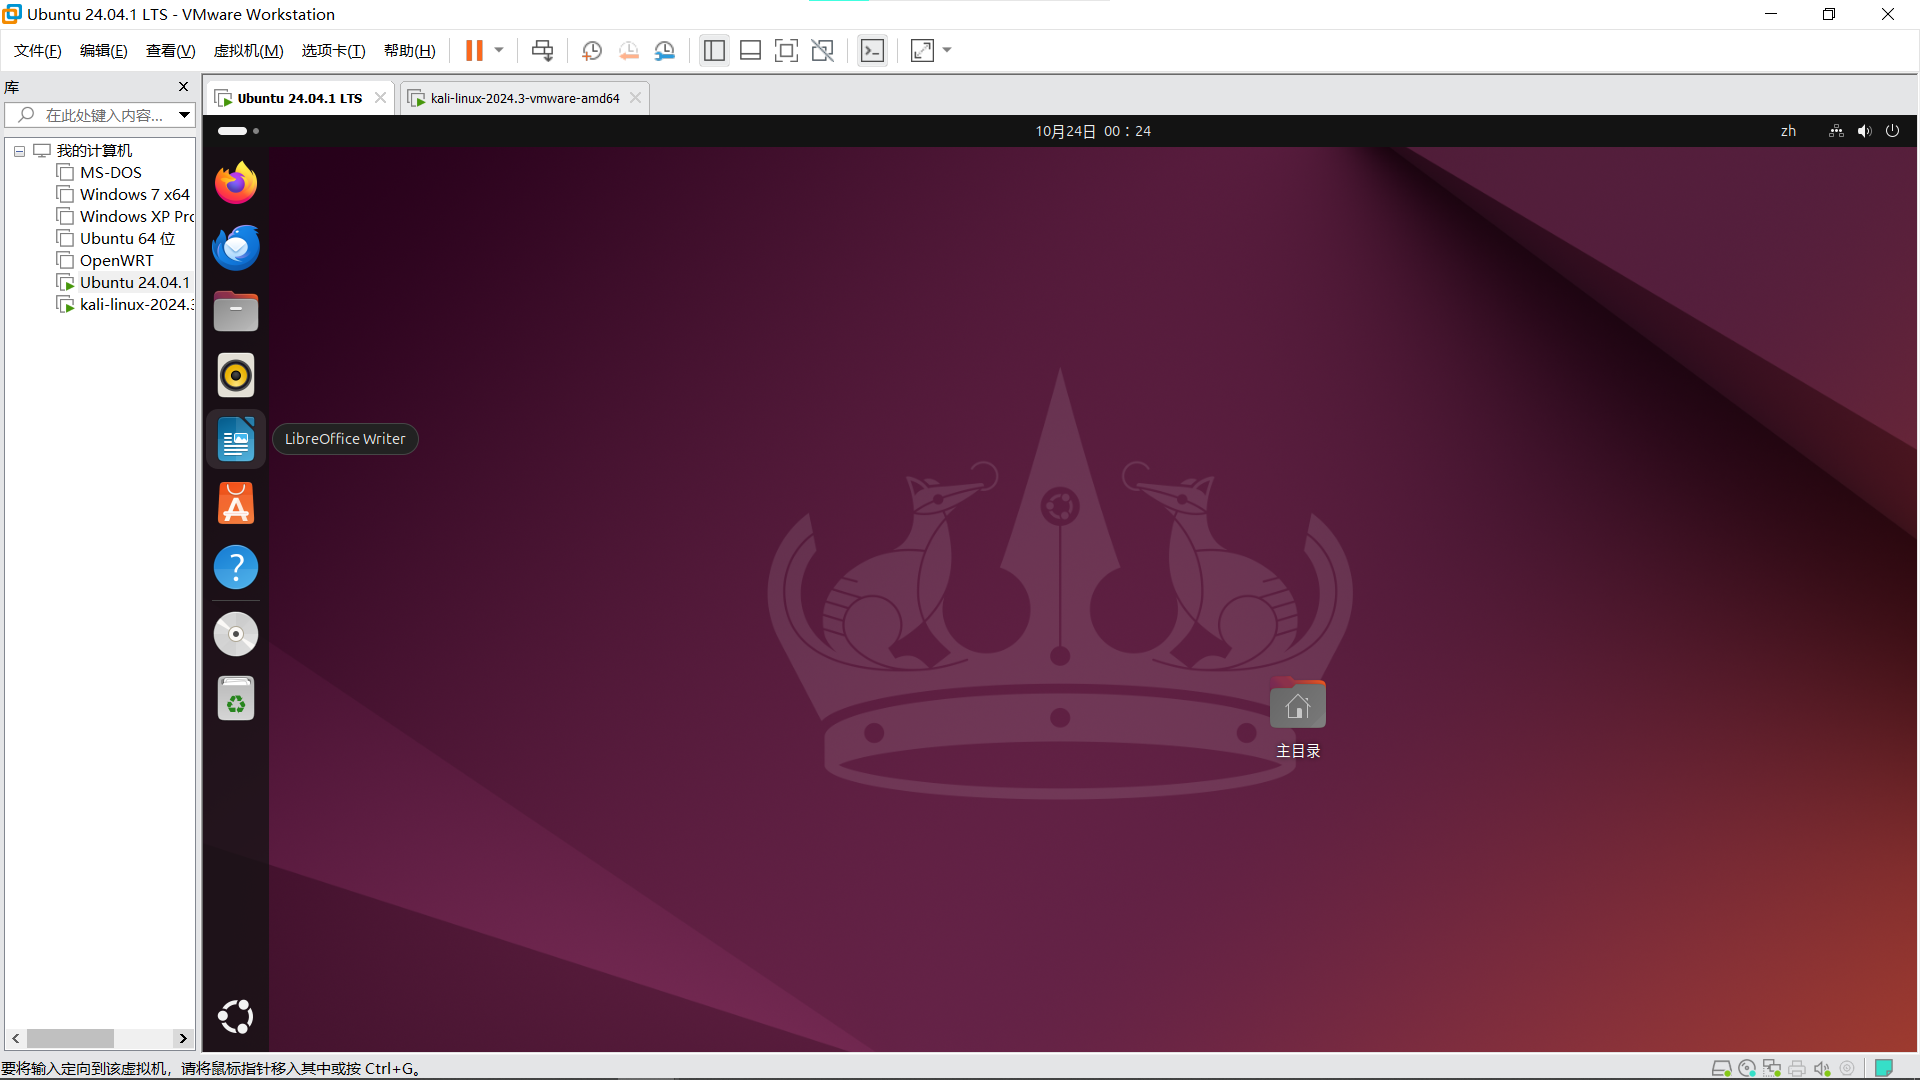 Ubuntu 24.04.1 LTS - VMware Workstation
文件(F) 编辑(E) 查看(V) 虚拟机(M) 选项卡(T) 帮助(H)
库
在此处键入内容...
我的计算机
MS-DOS
Windows 7 x64
Windows XP Pro
Ubuntu 64 位
OpenWRT
Ubuntu 24.04.1
kali-linux-2024.3
Ubuntu 24.04.1 LTS
kali-linux-2024.3-vmware-amd64
10月24日 00：24
zh
LibreOffice Writer
主目录
要将输入定向到该虚拟机，请将鼠标指针移入其中或按 Ctrl+G。